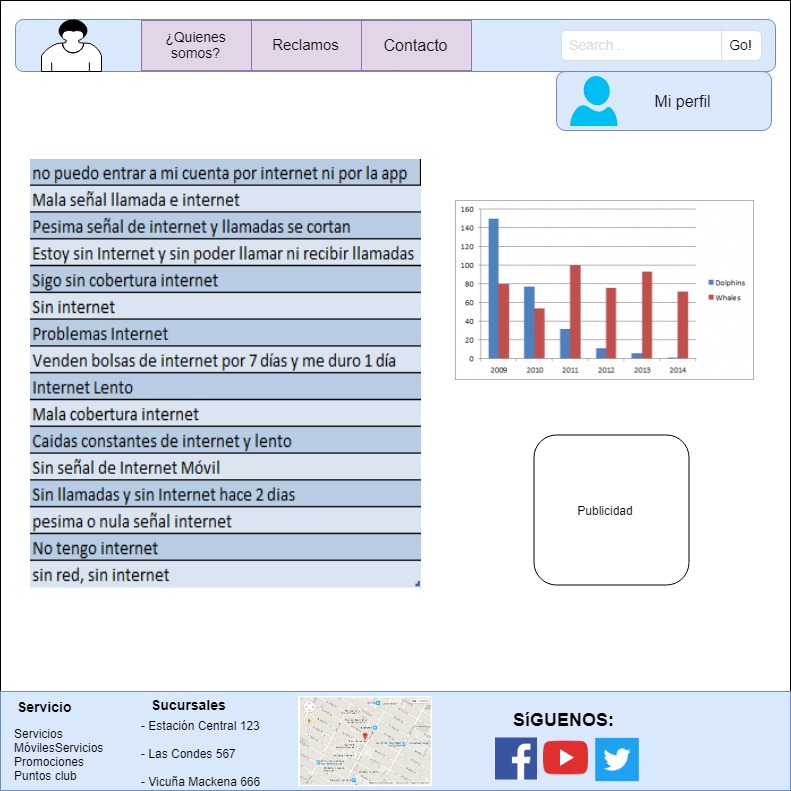 ¿Quienes
somos?
Reclamos
Contacto
Search...
Go!
Mi perfil
no puedo entrar a mi cuenta por internet ni por la app
Mala señal llamada e internet
Pesima señal de internet y llamadas se cortan
Estoy sin Internet y sin poder llamar ni recibir llamadas
Sigo sin cobertura internet
Sin internet
Problemas Internet
Venden bolsas de internet por 7 días y me duro 1 día
Internet Lento
Mala cobertura internet
Caidas constantes de internet y lento
Sin señal de Internet Móvil
Sin llamadas y sin Internet hace 2 dias
pesima o nula señal internet
No tengo internet
sin red, sin internet
160
140
120
100
80
60
40
20
0
2009 2010 2011 2012 2013 2014
Dolphins
Whales
Publicidad
Servicio
Servicios
MóvilesServicios
Promociones
Puntos club
Sucursales
- Estación Central 123
- Las Condes 567
- Vicuña Mackena 666
SíGUENOS: